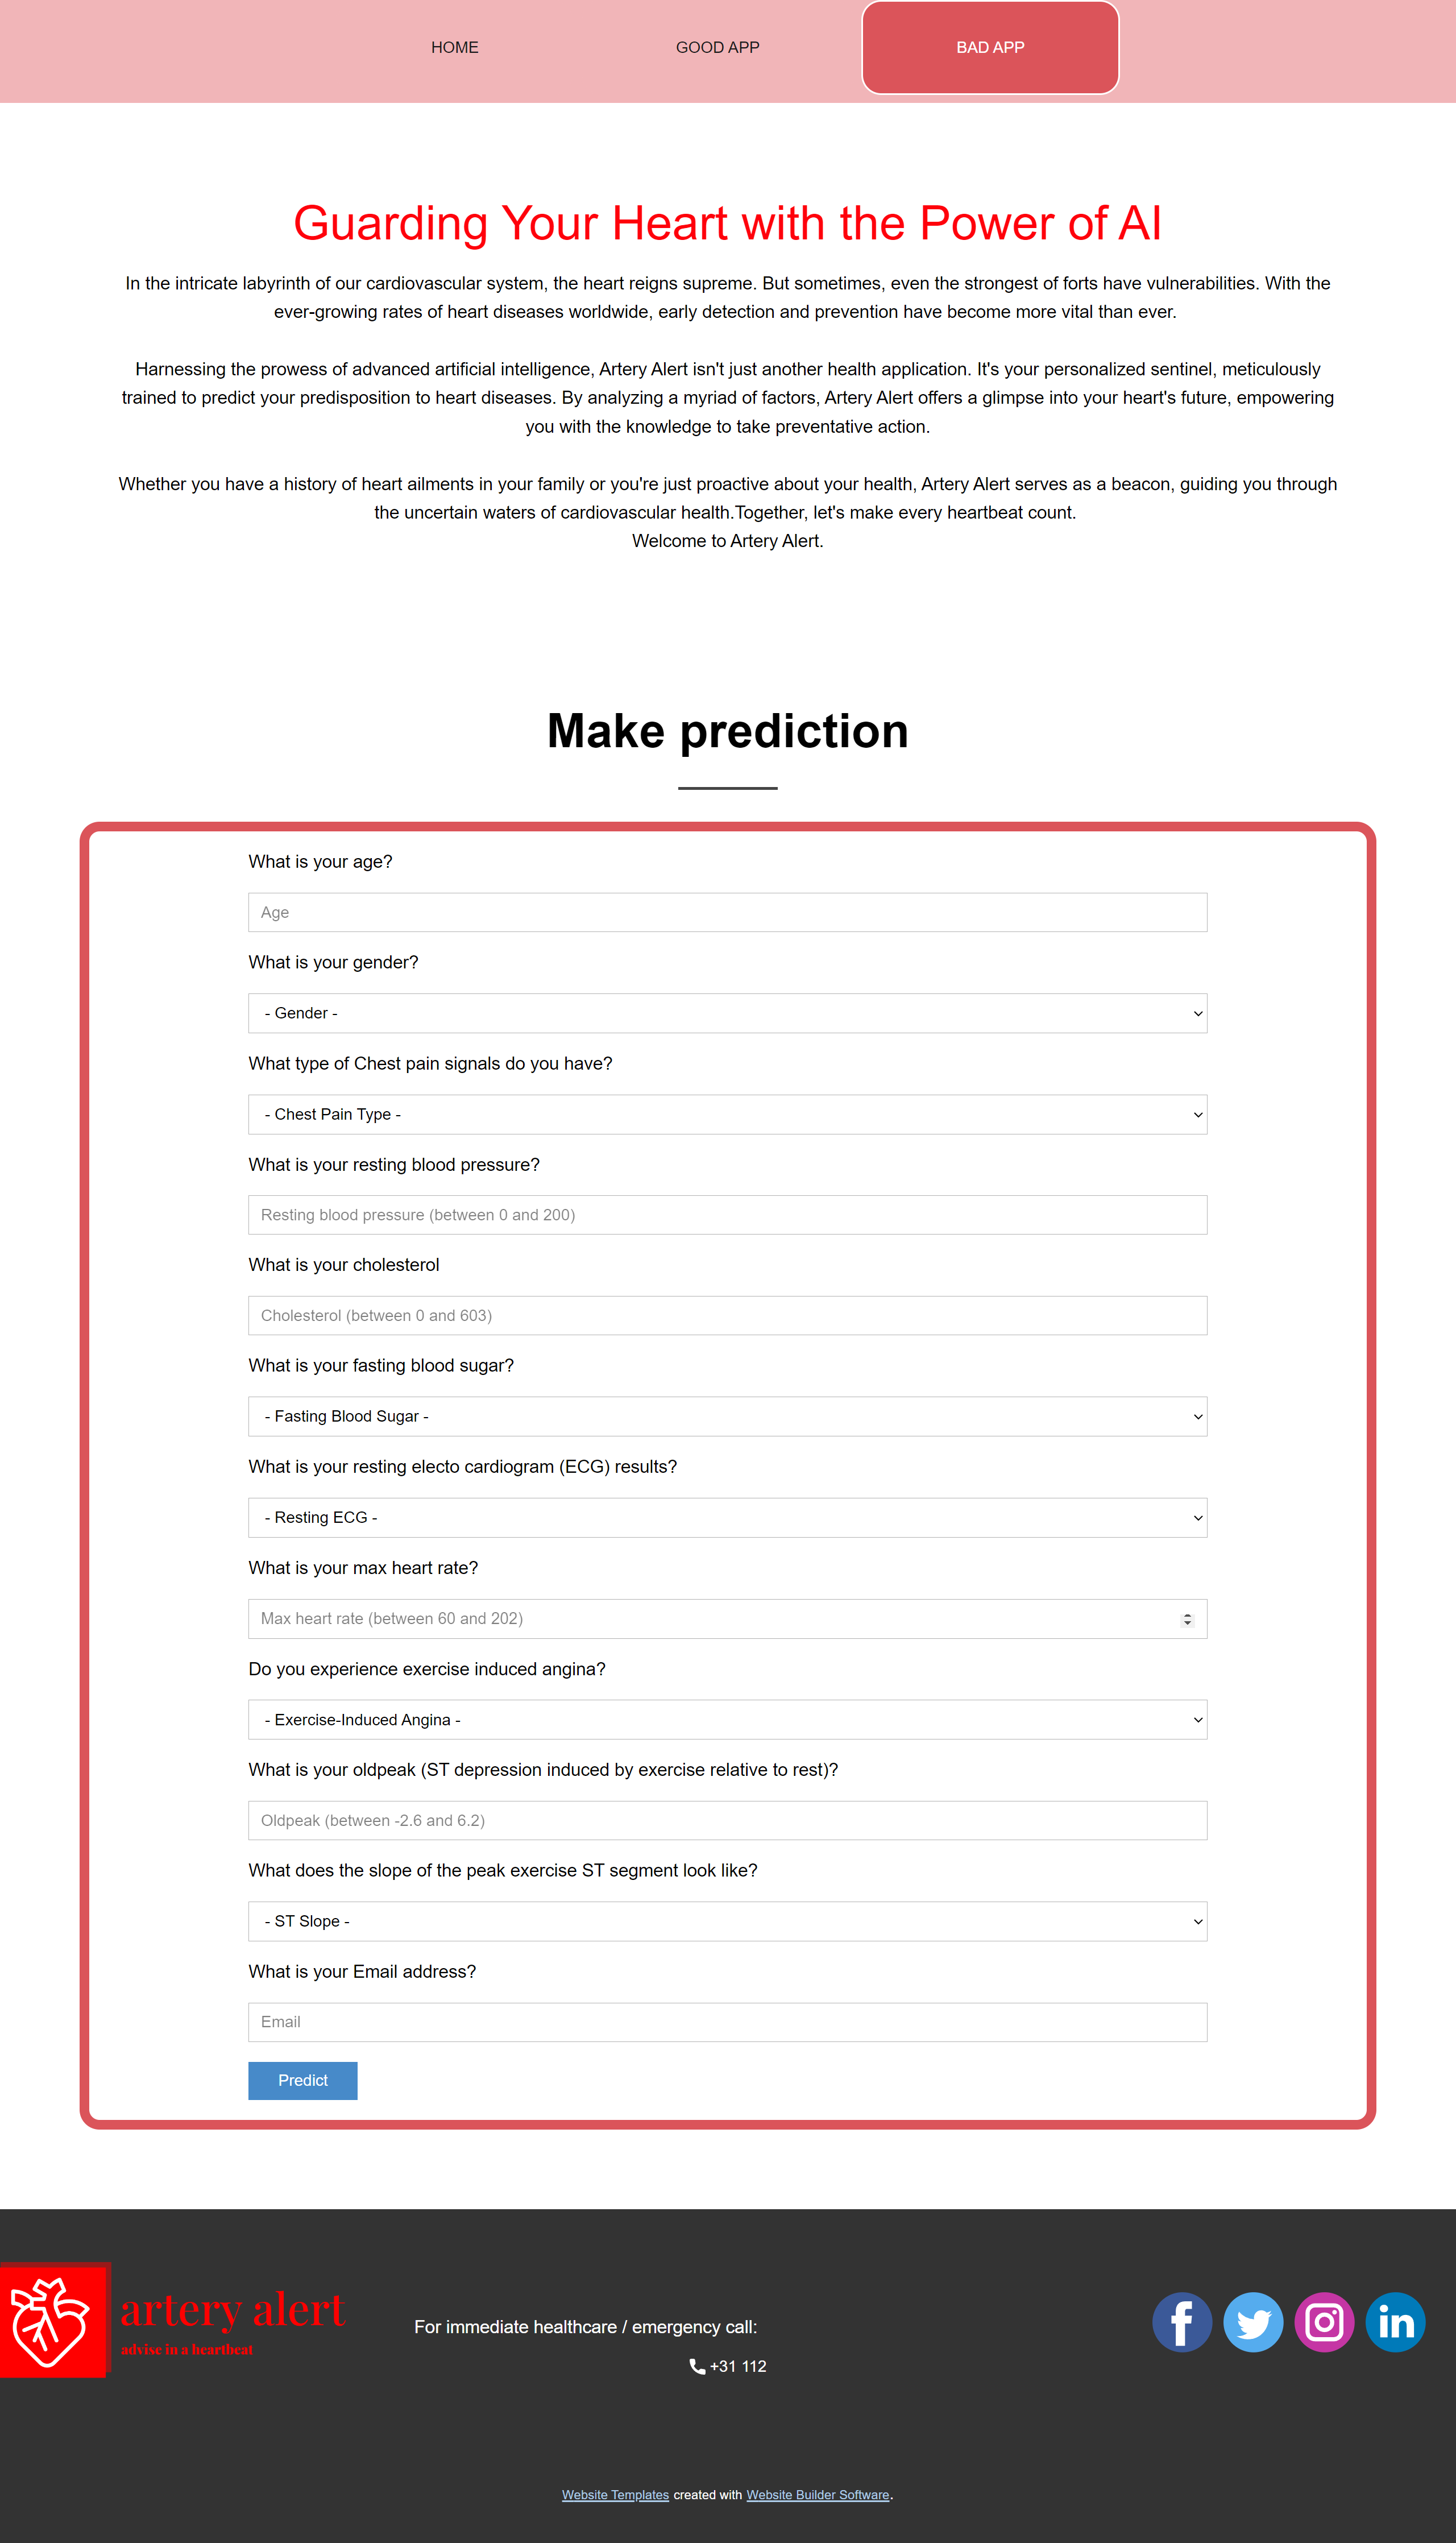 HOME
GOOD APP
BAD APP
Guarding Your Heart with the Power of AI
In the intricate labyrinth of our cardiovascular system, the heart reigns supreme. But sometimes, even the strongest of forts have vulnerabilities. With the
ever-growing rates of heart diseases worldwide, early detection and prevention have become more vital than ever.
Harnessing the prowess of advanced artificial intelligence, Artery Alert isn't just another health application. It's your personalized sentinel, meticulously
trained to predict your predisposition to heart diseases. By analyzing a myriad of factors, Artery Alert offers a glimpse into your heart's future, empowering
you with the knowledge to take preventative action.
Whether you have a history of heart ailments in your family or you're just proactive about your health, Artery Alert serves as a beacon, guiding you through
the uncertain waters of cardiovascular health.Together, let's make every heartbeat count.
Welcome to Artery Alert.
Make prediction
What is your age?
Age
What is your gender?
- Gender -
What type of Chest pain signals do you have?
- Chest Pain Type -
What is your resting blood pressure?
Resting blood pressure (between 0 and 200)
What is your cholesterol
Cholesterol (between 0 and 603)
What is your fasting blood sugar?
- Fasting Blood Sugar -
What is your resting electo cardiogram (ECG) results?
- Resting ECG -
What is your max heart rate?
Max heart rate (between 60 and 202)
Do you experience exercise induced angina?
- Exercise-Induced Angina -
What is your oldpeak (ST depression induced by exercise relative to rest)?
Oldpeak (between -2.6 and 6.2)
What does the slope of the peak exercise ST segment look like?
- ST Slope -
What is your Email address?
Email
Predict
artery alert
advise in a heartbeat
For immediate healthcare / emergency call:
+31 112
Website Templates created with Website Builder Software.